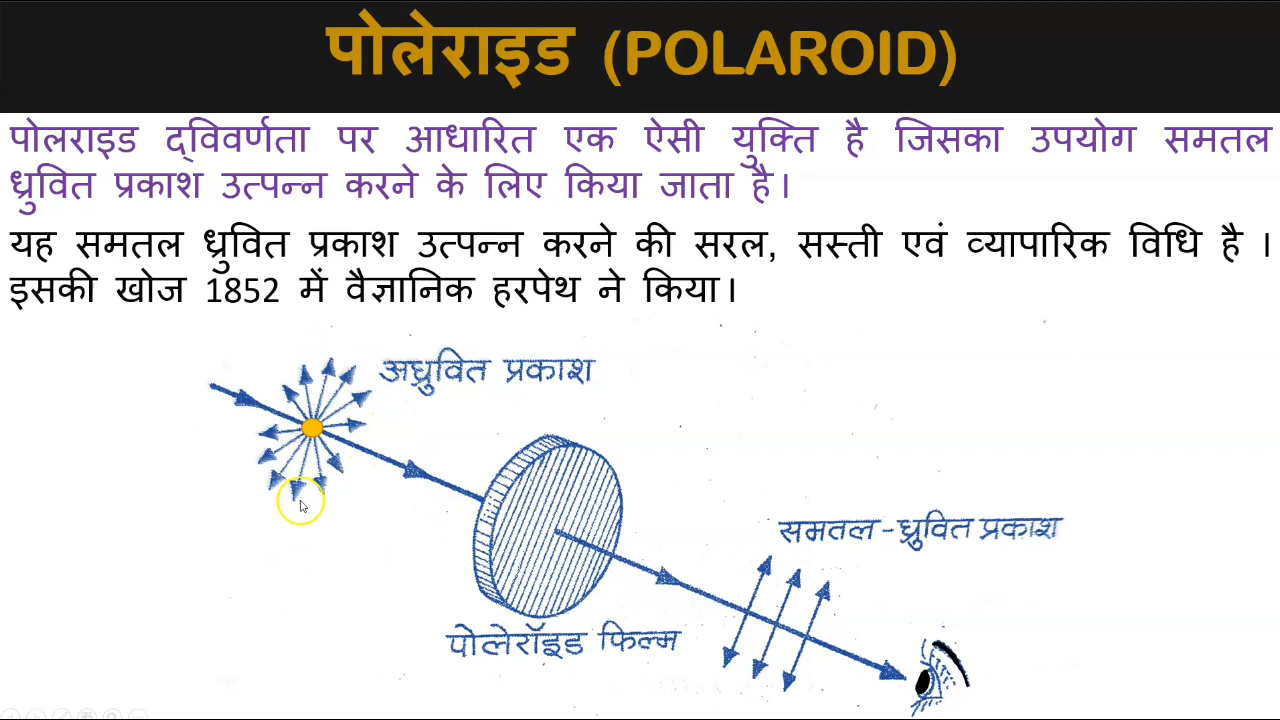 पोलेराइड (POLAROID)
पोलराइड द्विवर्णता पर आधारित एक ऐसी युक्ति है जिसका उपयोग समतल
ध्रुवित प्रकाश उत्पन्न करने के लिए किया जाता है।
यह समतल ध्रुवित प्रकाश उत्पन्न करने की सरल, सस्ती एवं व्यापारिक विधि है ।
इसकी खोज 1852 में वैज्ञानिक हरपेथ ने किया।
अध्रुवित प्रकाश
समतल-ध्रुवित प्रकाश
पोलेरॉइड फिल्म